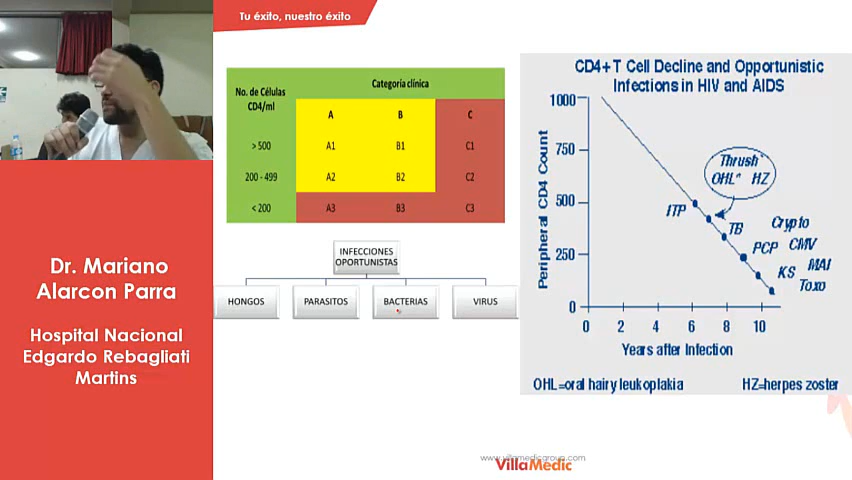 Tu éxito, nuestro éxito
No. de Células
CD4/ml
Categoría clínica
A B C
> 500 A1 B1 C1
200 - 499 A2 B2 C2
< 200 A3 B3 C3
INFECCIONES
OPORTUNISTAS
HONGOS PARASITOS BACTERIAS VIRUS
CD4+T Cell Decline and Opportunistic
Infections in HIV and AIDS
Peripheral CD4 Count
1000
750
500
250
0
Thrush
OHL" HZ
ITP
TB
Crypto
PCP CMV
KS MAI
Toxo
0 2 4 6 8 10
Years after Infection
OHL=oral hairy leukoplakia HZ=herpes zoster
Dr. Mariano
Alarcon Parra
Hospital Nacional
Edgardo Rebagliati
Martins
www.villamedicgroup.com
VillaMedic